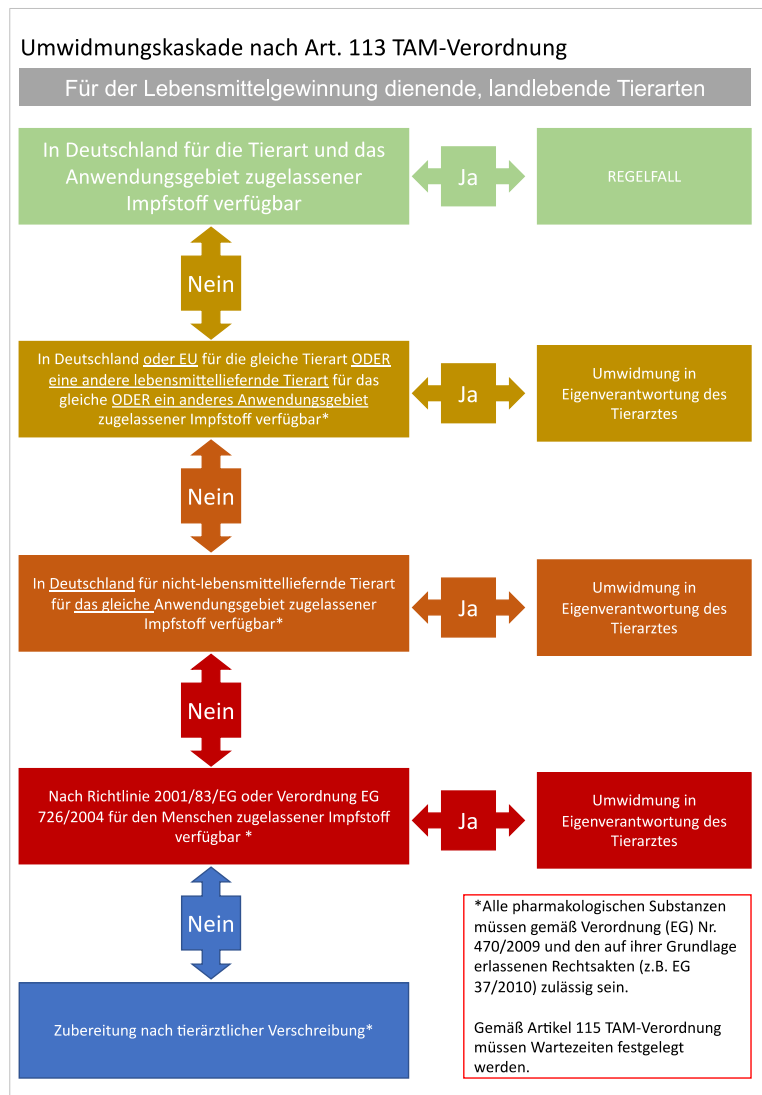 Umwidmungskaskade nach Art. 113 TAM-Verordnung
Für der Lebensmittelgewinnung dienende, landlebende Tierarten
In Deutschland für die Tierart und das
Anwendungsgebiet zugelassener
Impfstoff verfügbar
Ja
REGELFALL
Nein
In Deutschland oder EU für die gleiche Tierart ODER
eine andere lebensmittelliefernde Tierart für das
gleiche ODER ein anderes Anwendungsgebiet
zugelassener Impfstoff verfügbar*
Ja
Umwidmung in
Eigenverantwortung des
Tierarztes
Nein
In Deutschland für nicht-lebensmittelliefernde Tierart
für das gleiche Anwendungsgebiet zugelassener
Impfstoff verfügbar*
Ja
Umwidmung in
Eigenverantwortung des
Tierarztes
Nein
Nach Richtlinie 2001/83/EG oder Verordnung EG
726/2004 für den Menschen zugelassener Impfstoff
verfügbar *
Ja
Umwidmung in
Eigenverantwortung des
Tierarztes
Nein
Zubereitung nach tierärztlicher Verschreibung*
*Alle pharmakologischen Substanzen
müssen gemäß Verordnung (EG) Nr.
470/2009 und den auf ihrer Grundlage
erlassenen Rechtsakten (z.B. EG
37/2010) zulässig sein.
Gemäß Artikel 115 TAM-Verordnung
müssen Wartezeiten festgelegt
werden.